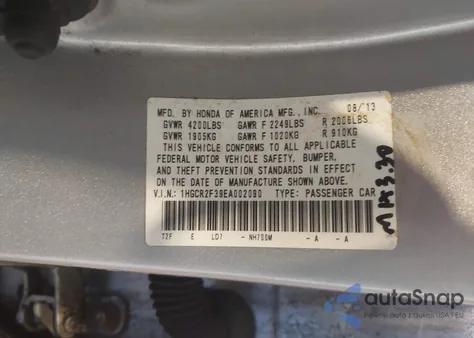 MFD. BY HONDA OF AMERICA MFG., INC. 08/13
GVWR 4200LBS GAWR F 2249LBS R 2006LBS
GVWR 1905KG GAWR F 1020KG R 910KG
THIS VEHICLE CONFORMS TO ALL APPLICABLE
FEDERAL MOTOR VEHICLE SAFETY, BUMPER,
AND THEFT PREVENTION STANDARDS IN EFFECT
ON THE DATE OF MANUFACTURE SHOWN ABOVE.
V.I.N.: 1HGCR2F39EA002090 TYPE: PASSENGER CAR
T2F E LD7 - NH700M - A - A
autoSnap